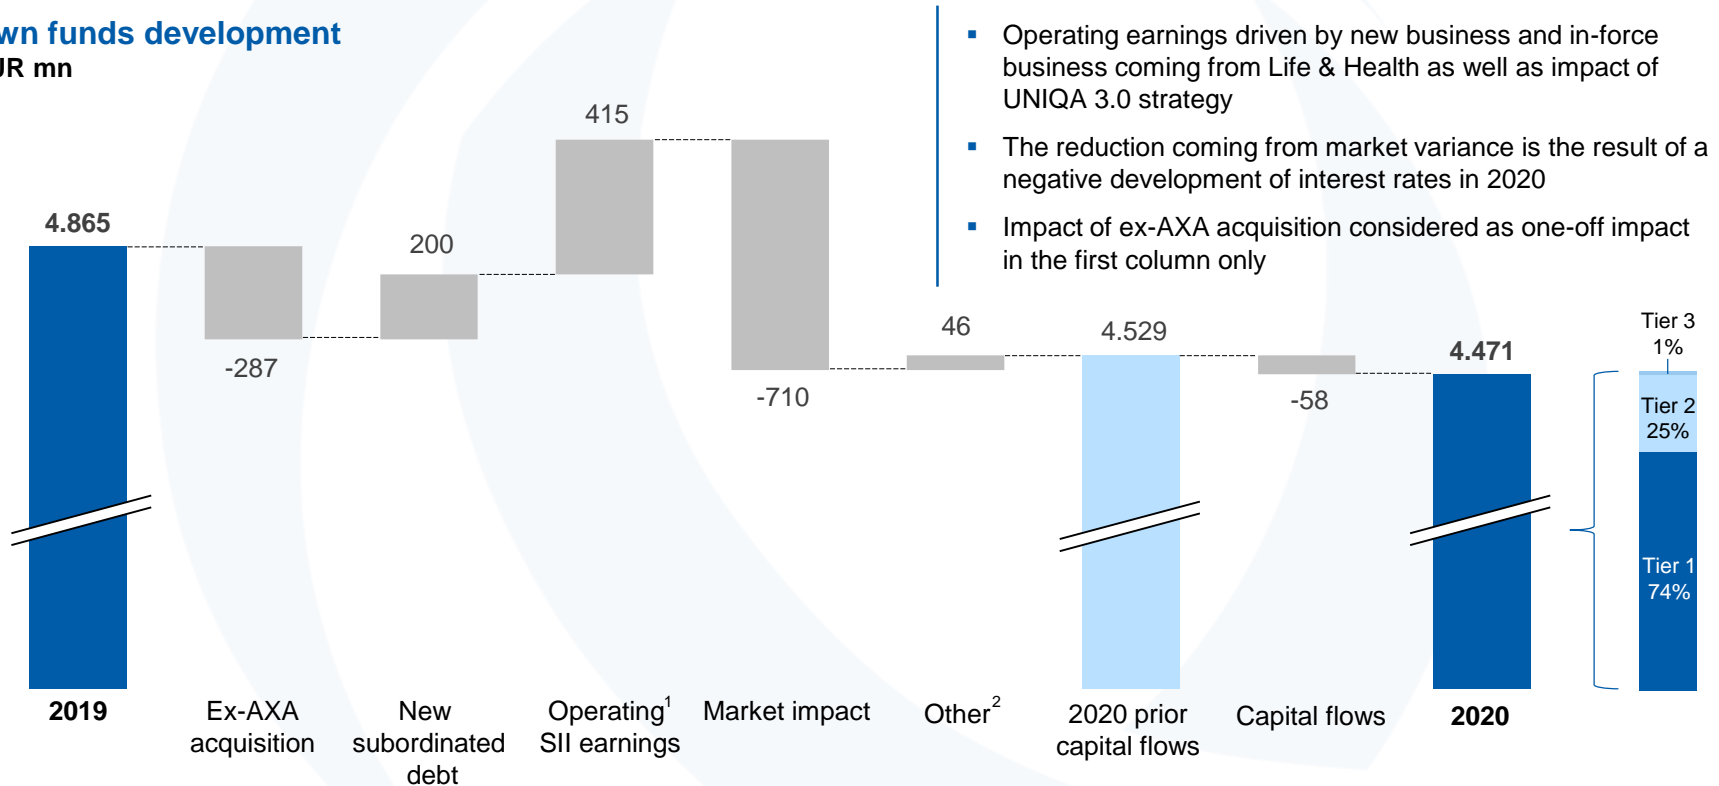 wn funds development
UR mn
▪ Operating earnings driven by new business and in-force
business coming from Life & Health as well as impact of
UNIQA 3.0 strategy
▪ The reduction coming from market variance is the result of a
negative development of interest rates in 2020
▪ Impact of ex-AXA acquisition considered as one-off impact
in the first column only
4.865
-287
200
415
-710
46
4.529
-58
4.471
Tier 3
1%
Tier 2
25%
Tier 1
74%
2019
Ex-AXA
acquisition
New
subordinated
debt
Operating¹
SII earnings
Market impact
Other²
2020 prior
capital flows
Capital flows
2020